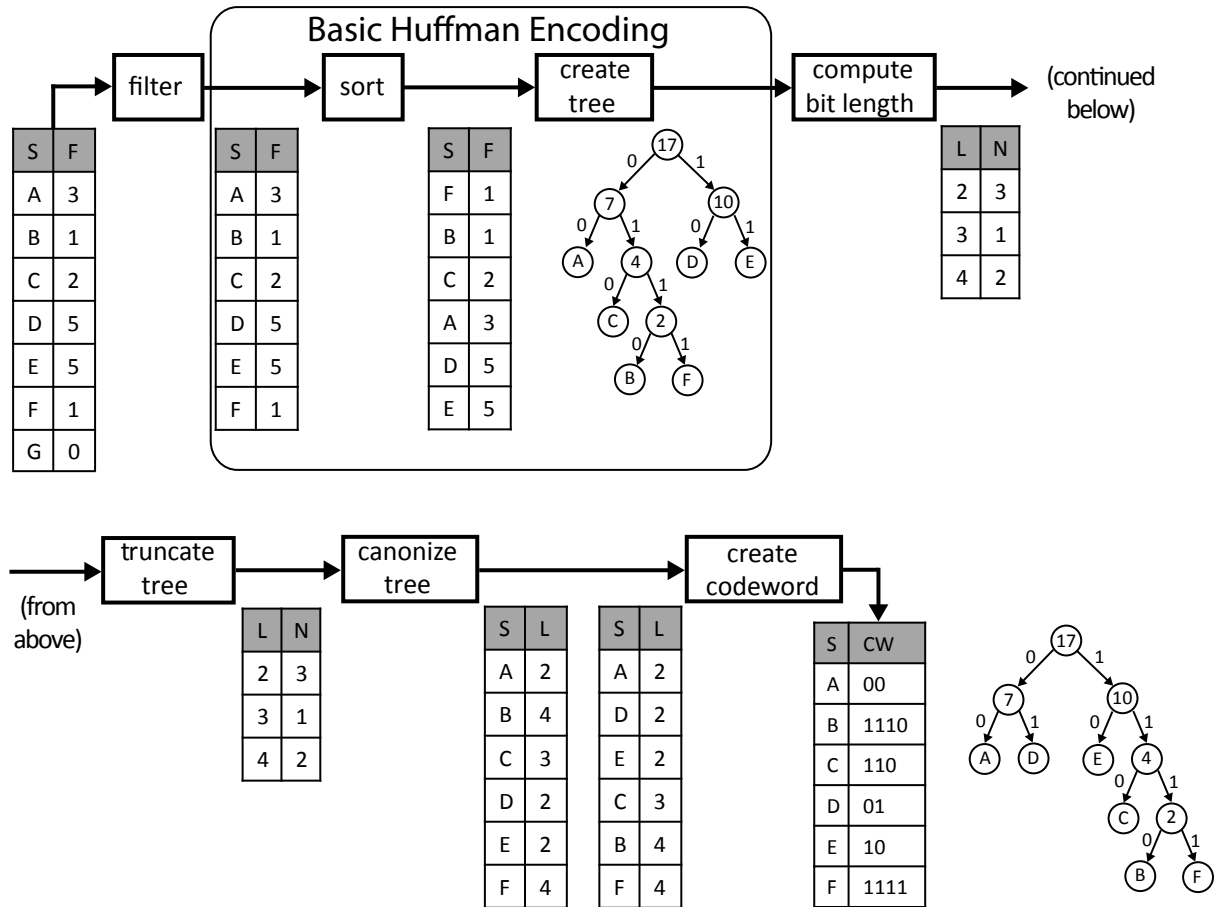 Basic Huffman Encoding
filter
sort
create
tree
compute
bit length
(continued
below)
S F
A 3
B 1
C 2
D 5
E 5
F 1
G 0
S F
A 3
B 1
C 2
D 5
E 5
F 1
S F
F 1
B 1
C 2
A 3
D 5
E 5
17
0 1
7 10
0 1 0 1
A 4 D E
0 1
C 2
0 1
B F
L N
2 3
3 1
4 2
(from
above)
truncate
tree
canonize
tree
create
codeword
L N
2 3
3 1
4 2
S L
A 2
B 4
C 3
D 2
E 2
F 4
S L
A 2
D 2
E 2
C 3
B 4
F 4
S CW
A 00
B 1110
C 110
D 01
E 10
F 1111
17
0 1
7 10
0 1 0 1
A D E 4
0 1
C 2
0 1
B F